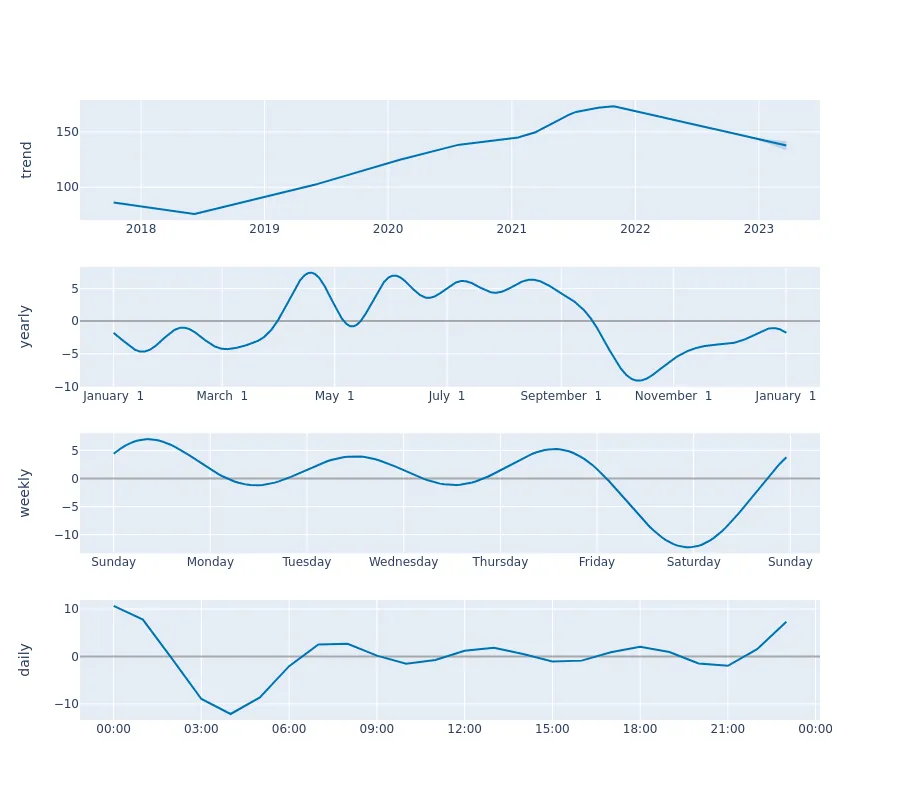 trend
150
100
2018 2019 2020 2021 2022 2023
yearly
5
0
−5
−10
January 1 March 1 May 1 July 1 September 1 November 1 January 1
weekly
5
0
−5
−10
Sunday Monday Tuesday Wednesday Thursday Friday Saturday Sunday
daily
10
0
−10
00:00 03:00 06:00 09:00 12:00 15:00 18:00 21:00 00:00